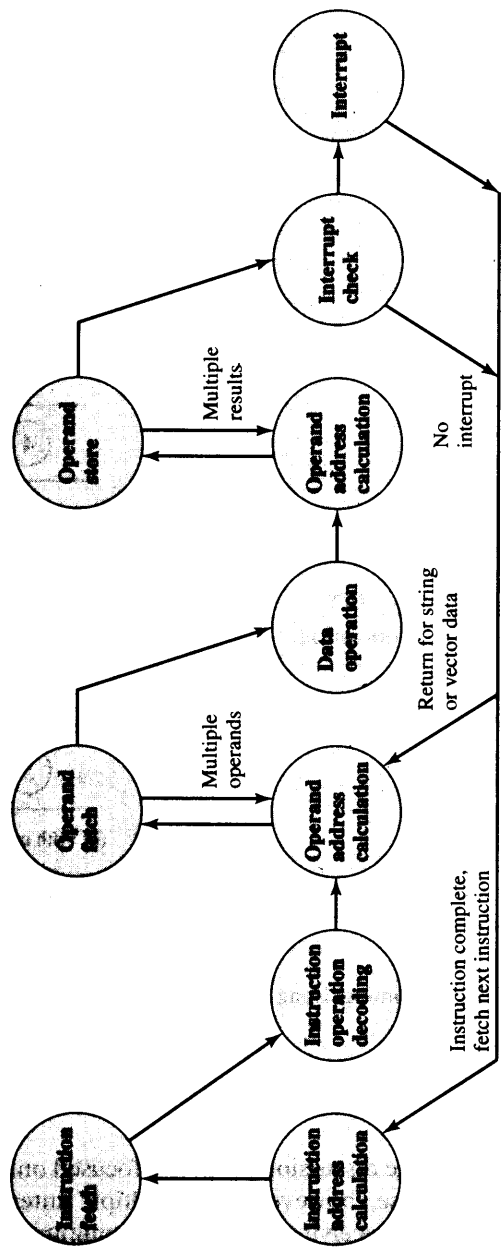 Instruction
fetch
Operand
fetch
Operand
store
Multiple
operands
Multiple
results
Instruction
address
calculation
Instruction
operation
decoding
Operand
address
calculation
Data
operation
Operand
address
calculation
Interrupt
check
Interrupt
Instruction complete,
fetch next instruction
Return for string
or vector data
No
interrupt